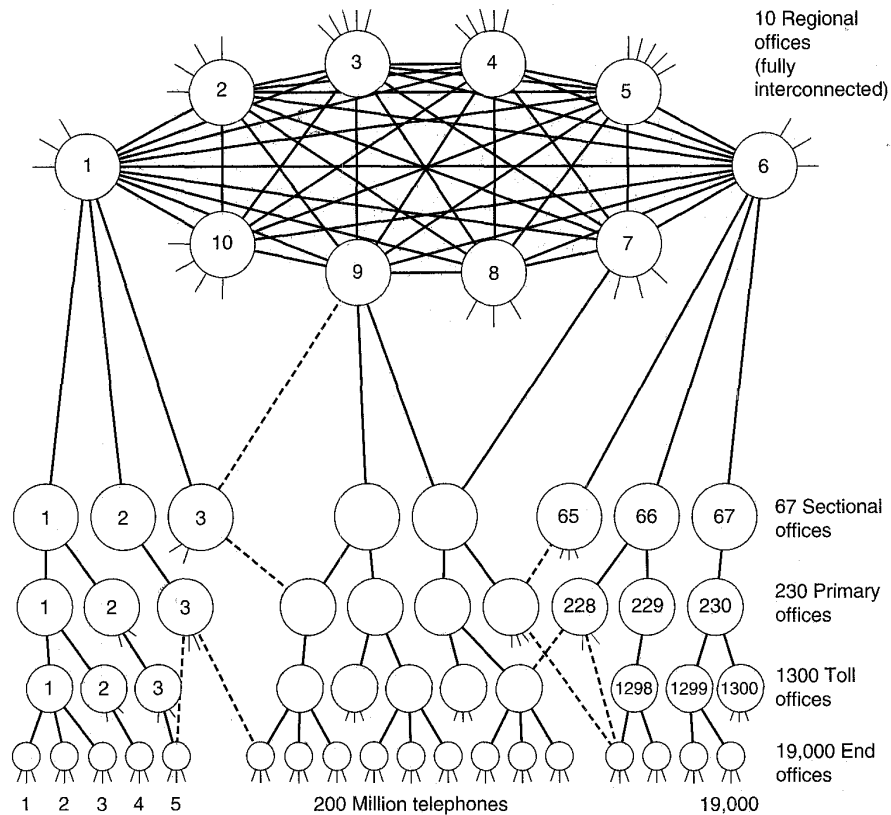 10 Regional
offices
(fully
interconnected)
3
4
2
5
1
6
10
7
9
8
1
2
3
65
66
67
67 Sectional
offices
1
2
3
228
229
230
230 Primary
offices
1
2
3
1298
1299
1300
1300 Toll
offices
19,000 End
offices
1 2 3 4 5 200 Million telephones 19,000